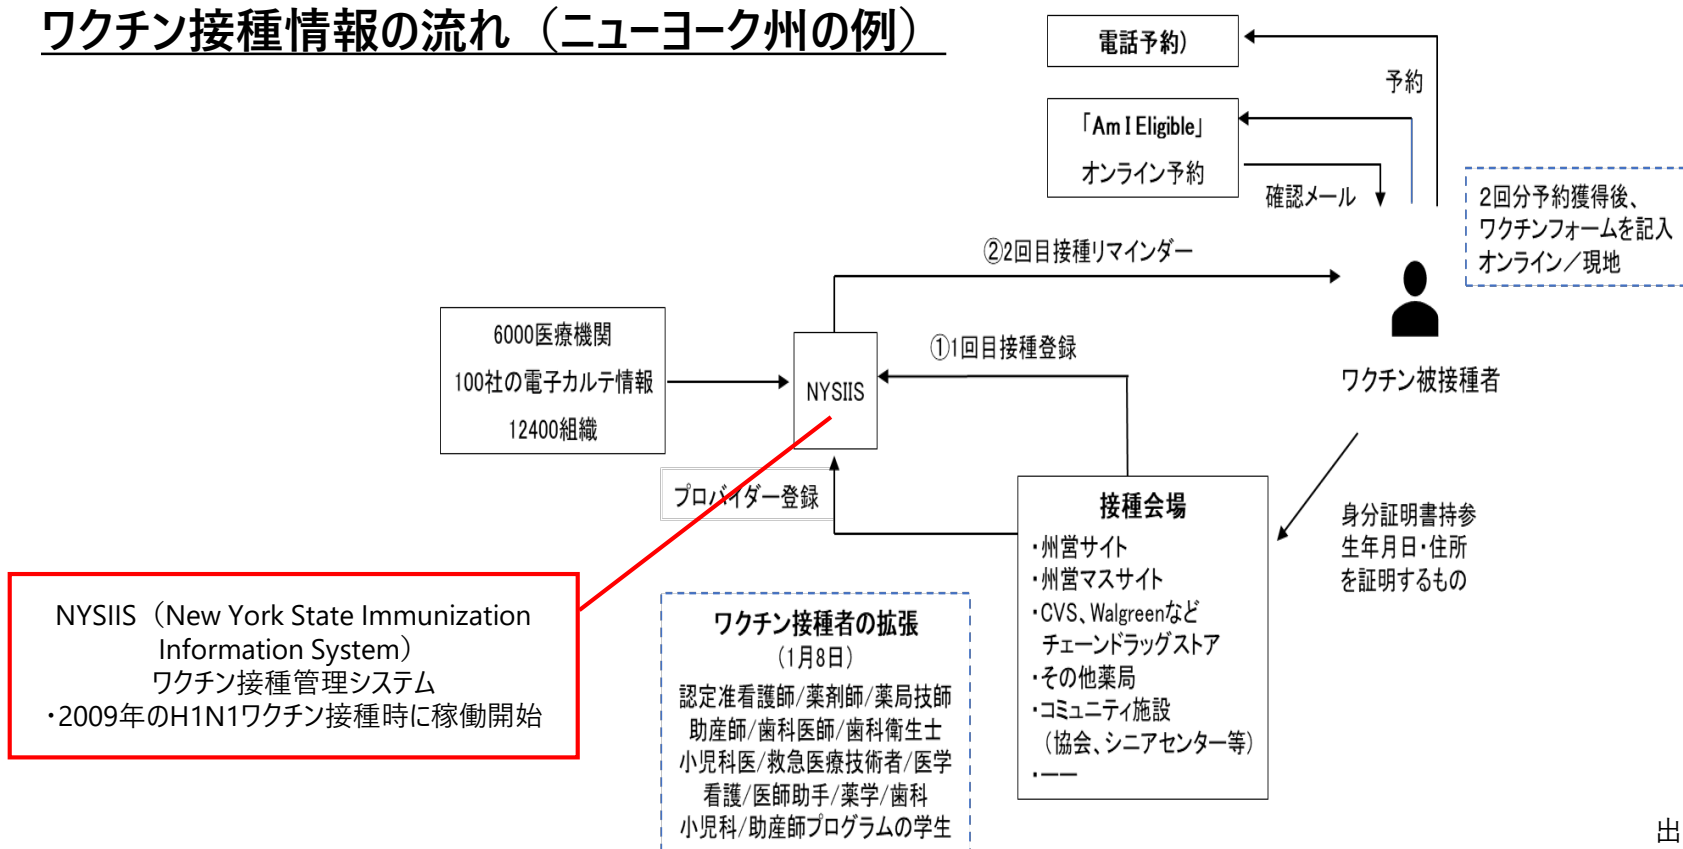 ワクチン接種情報の流れ（ニューヨーク州の例）
電話予約）
予約
「Am I Eligible」
オンライン予約
確認メール
2回分予約獲得後、
ワクチンフォームを記入
オンライン／現地
②2回目接種リマインダー
6000医療機関
100社の電子カルテ情報
12400組織
NYSIIS
①1回目接種登録
ワクチン被接種者
プロバイダー登録
接種会場
・州営サイト
・州営マスサイト
・CVS、Walgreenなど
チェーンドラッグストア
・その他薬局
・コミュニティ施設
（協会、シニアセンター等）
・ーー
身分証明書持参
生年月日・住所
を証明するもの
NYSIIS（New York State Immunization
Information System）
ワクチン接種管理システム
・2009年のH1N1ワクチン接種時に稼働開始
ワクチン接種者の拡張
（1月8日）
認定准看護師/薬剤師/薬局技師
助産師/歯科医師/歯科衛生士
小児科医/救急医療技術者/医学
看護/医師助手/薬学/歯科
小児科/助産師プログラムの学生
出